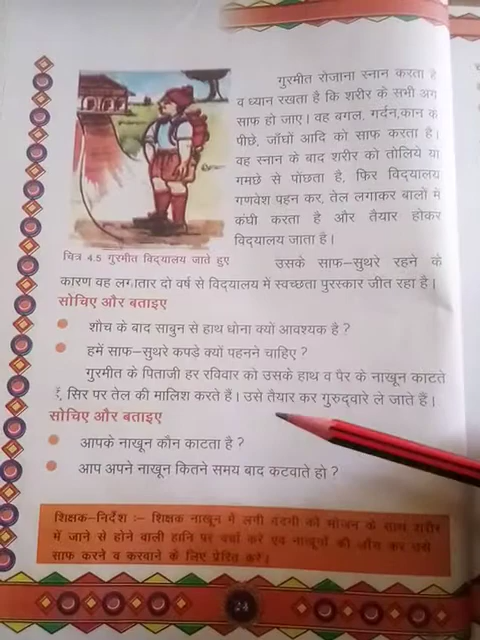 गुरमीत रोजाना स्नान करता है
व ध्यान रखता है कि शरीर के सभी अंग
साफ हो जाए। वह बगल, गर्दन,कान के
पीछे, जाँघों आदि को साफ करता है।
वह स्नान के बाद शरीर को तोलिये या
गमछे से पोंछता है, फिर विद्यालय
गणवेश पहन कर, तेल लगाकर बालों में
कंघी करता है और तैयार होकर
विद्यालय जाता है।
चित्र 4.5 गुरमीत विद्यालय जाते हुए
उसके साफ–सुथरे रहने के
कारण वह लगातार दो वर्ष से विद्यालय में स्वच्छता पुरस्कार जीत रहा है।
सोचिए और बताइए
शौच के बाद साबुन से हाथ धोना क्यों आवश्यक है ?
हमें साफ–सुथरे कपड़े क्यों पहनने चाहिए ?
गुरमीत के पिताजी हर रविवार को उसके हाथ व पैर के नाखून काटते
हैं, सिर पर तेल की मालिश करते हैं। उसे तैयार कर गुरुद्वारे ले जाते हैं।
सोचिए और बताइए
आपके नाखून कौन काटता है ?
आप अपने नाखून कितने समय बाद कटवाते हो ?
शिक्षक–निर्देश :– शिक्षक नाखून में लगी गंदगी को भोजन के साथ शरीर
में जाने से होने वाली हानि पर चर्चा करें एवं नाखूनों की जाँच कर उसे
साफ करने व करवाने के लिए प्रेरित करें।
24